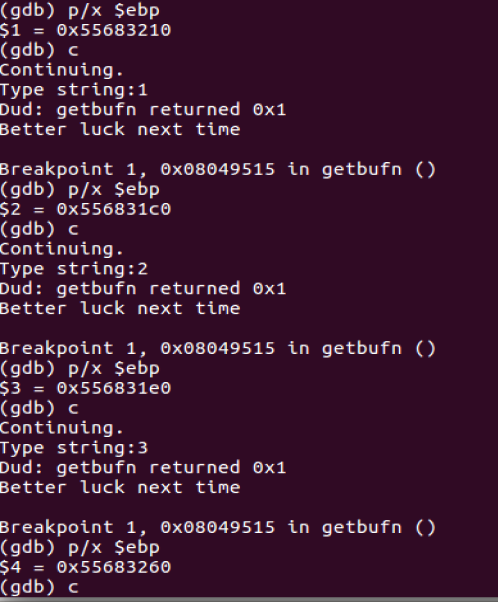 (gdb) p/x $ebp
$1 = 0x55683210
(gdb) c
Continuing.
Type string:1
Dud: getbufn returned 0x1
Better luck next time
Breakpoint 1, 0x08049515 in getbufn ()
(gdb) p/x $ebp
$2 = 0x556831c0
(gdb) c
Continuing.
Type string:2
Dud: getbufn returned 0x1
Better luck next time
Breakpoint 1, 0x08049515 in getbufn ()
(gdb) p/x $ebp
$3 = 0x556831e0
(gdb) c
Continuing.
Type string:3
Dud: getbufn returned 0x1
Better luck next time
Breakpoint 1, 0x08049515 in getbufn ()
(gdb) p/x $ebp
$4 = 0x55683260
(gdb) c